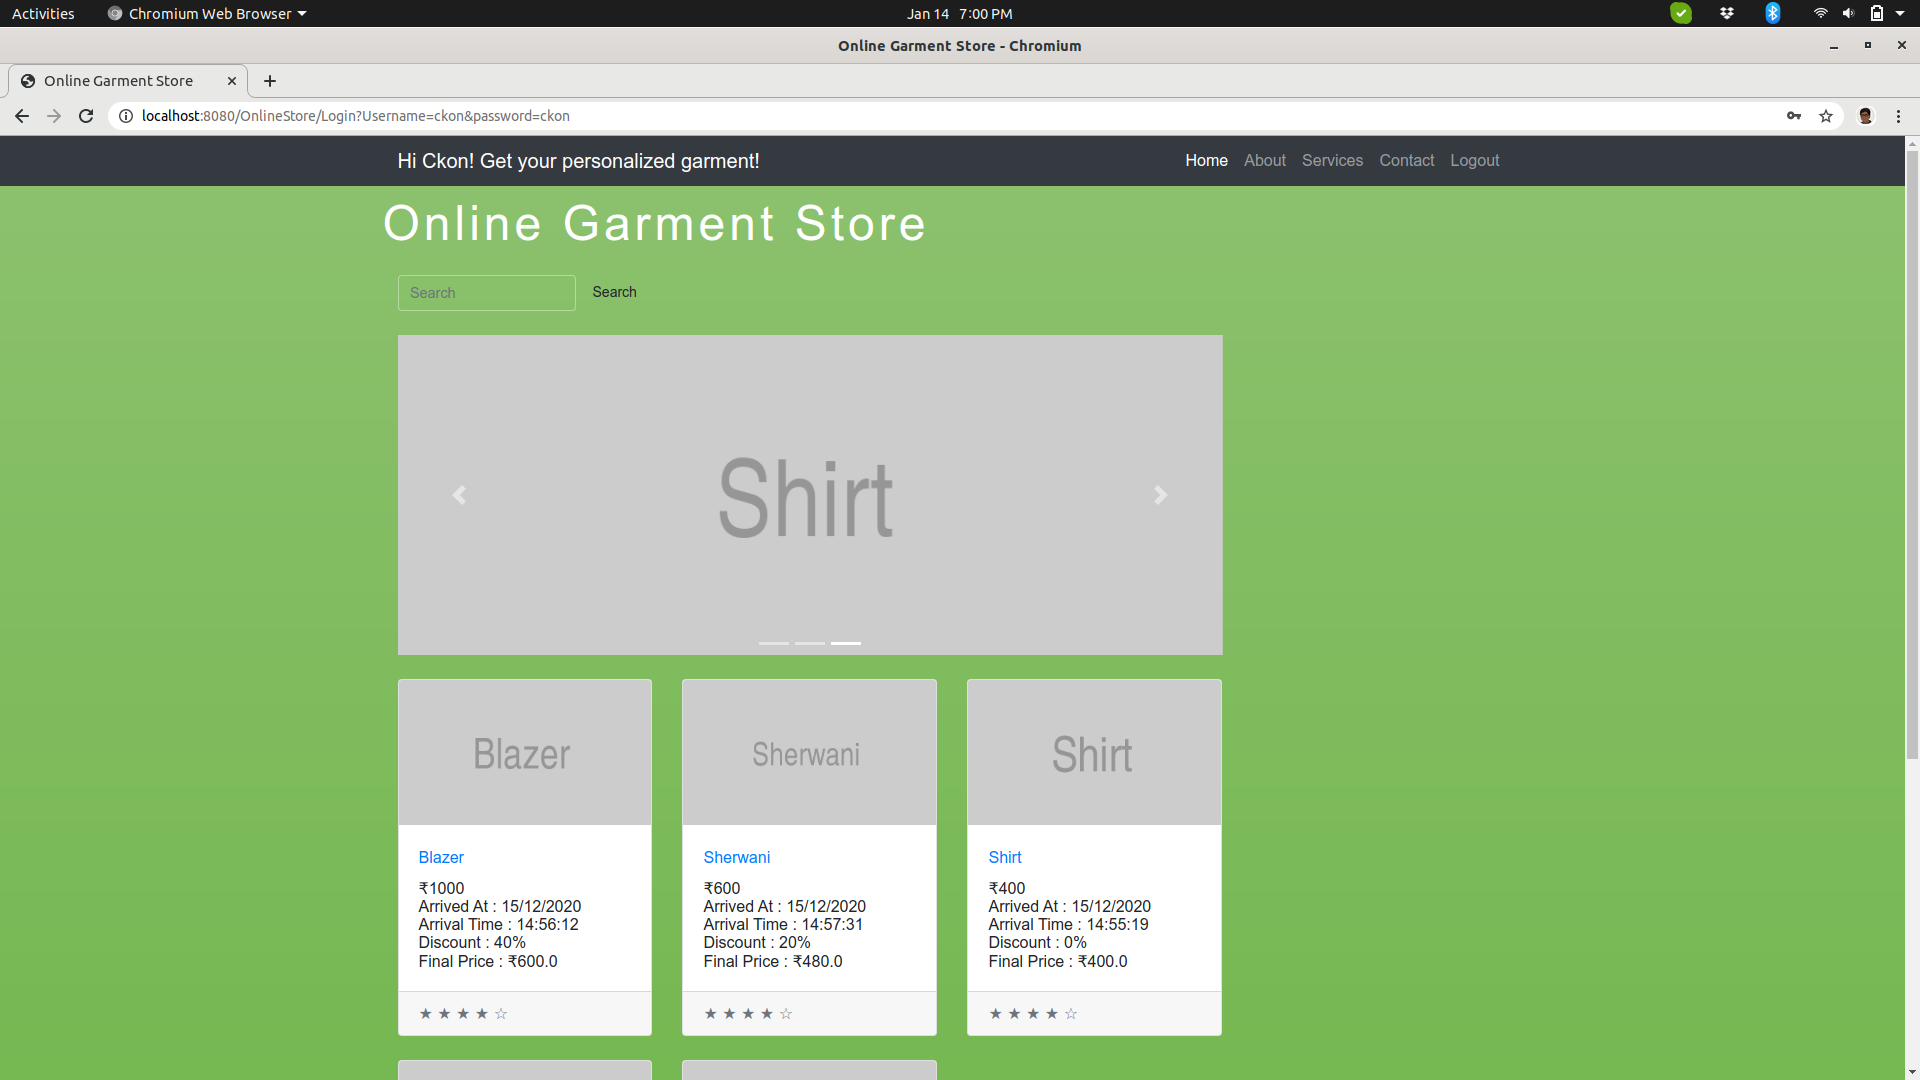 Activities
Chromium Web Browser
Jan 14 7:00 PM
Online Garment Store - Chromium
Online Garment Store
localhost:8080/OnlineStore/Login?Username=ckon&password=ckon
Hi Ckon! Get your personalized garment!
Home About Services Contact Logout
Online Garment Store
Search
Search
Shirt
Blazer
Sherwani
Shirt
Blazer
₹1000
Arrived At : 15/12/2020
Arrival Time : 14:56:12
Discount : 40%
Final Price : ₹600.0
★ ★ ★ ★ ☆
Sherwani
₹600
Arrived At : 15/12/2020
Arrival Time : 14:57:31
Discount : 20%
Final Price : ₹480.0
★ ★ ★ ★ ☆
Shirt
₹400
Arrived At : 15/12/2020
Arrival Time : 14:55:19
Discount : 0%
Final Price : ₹400.0
★ ★ ★ ★ ☆